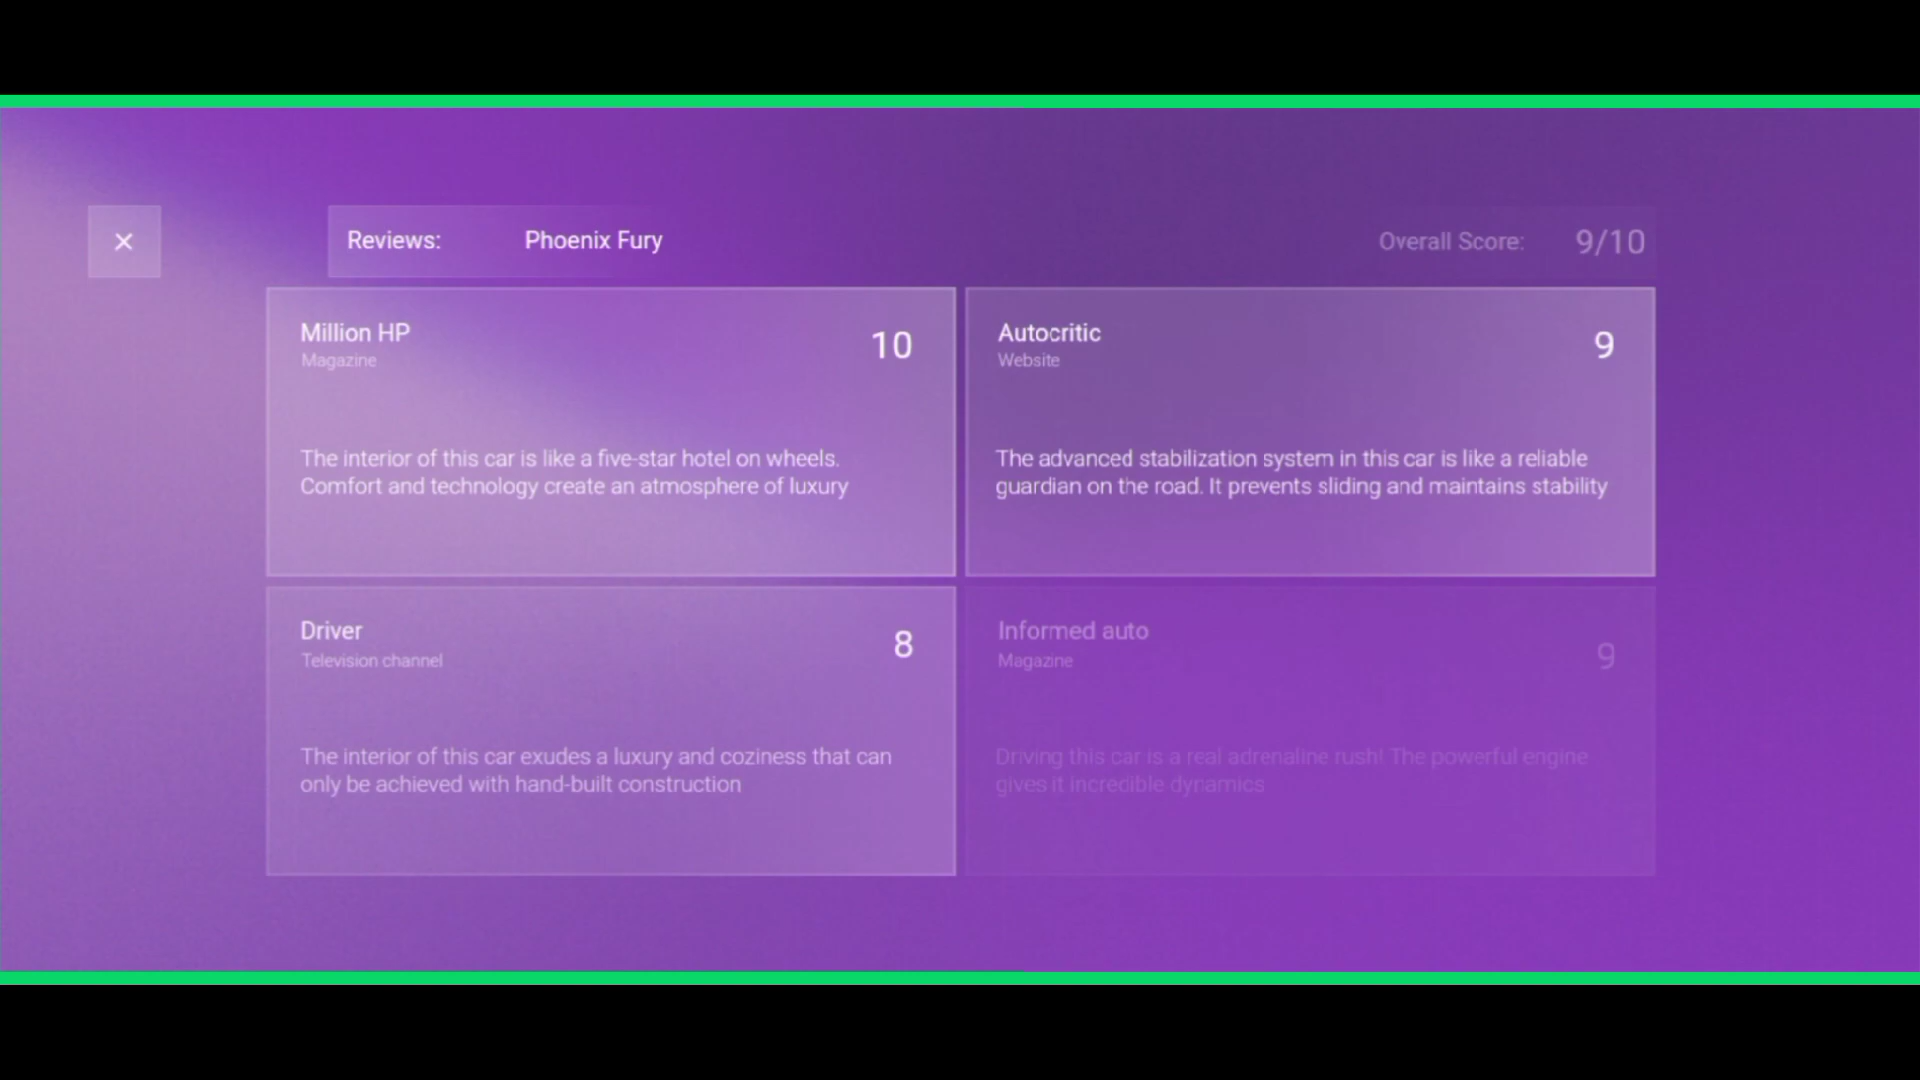 Reviews: Phoenix Fury
Overall Score: 9/10
Million HP
Magazine
10
The interior of this car is like a five-star hotel on wheels.
Comfort and technology create an atmosphere of luxury
Autocritic
Website
9
The advanced stabilization system in this car is like a reliable
guardian on the road. It prevents sliding and maintains stability
Driver
Television channel
8
The interior of this car exudes a luxury and coziness that can
only be achieved with hand-built construction
Informed auto
Magazine
9
Driving this car is a real adrenaline rush! The powerful engine
gives it incredible dynamics